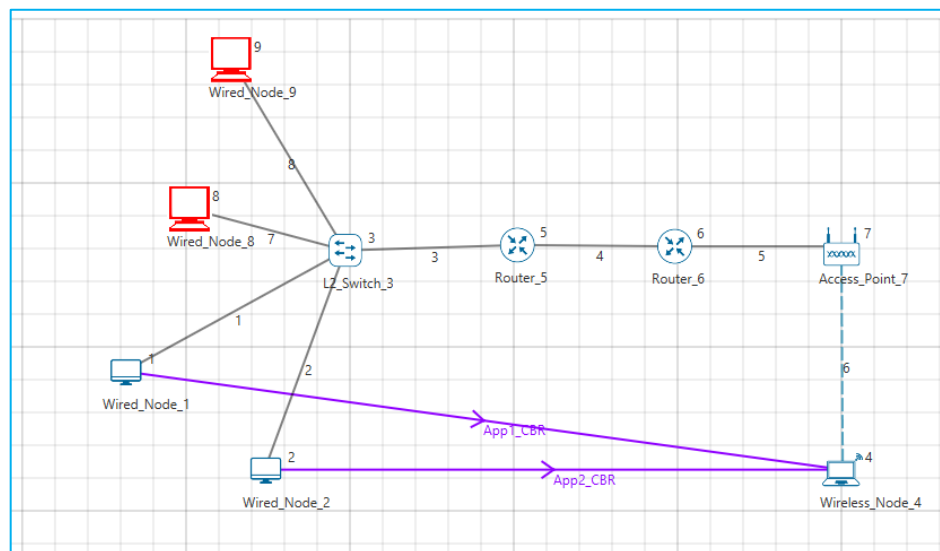 9
Wired_Node_9
8
8
Wired_Node_8
7
3
L2_Switch_3
3
5
Router_5
4
6
Router_6
5
7
Access_Point_7
1
1
Wired_Node_1
2
6
App1_CBR
2
Wired_Node_2
App2_CBR
4
Wireless_Node_4